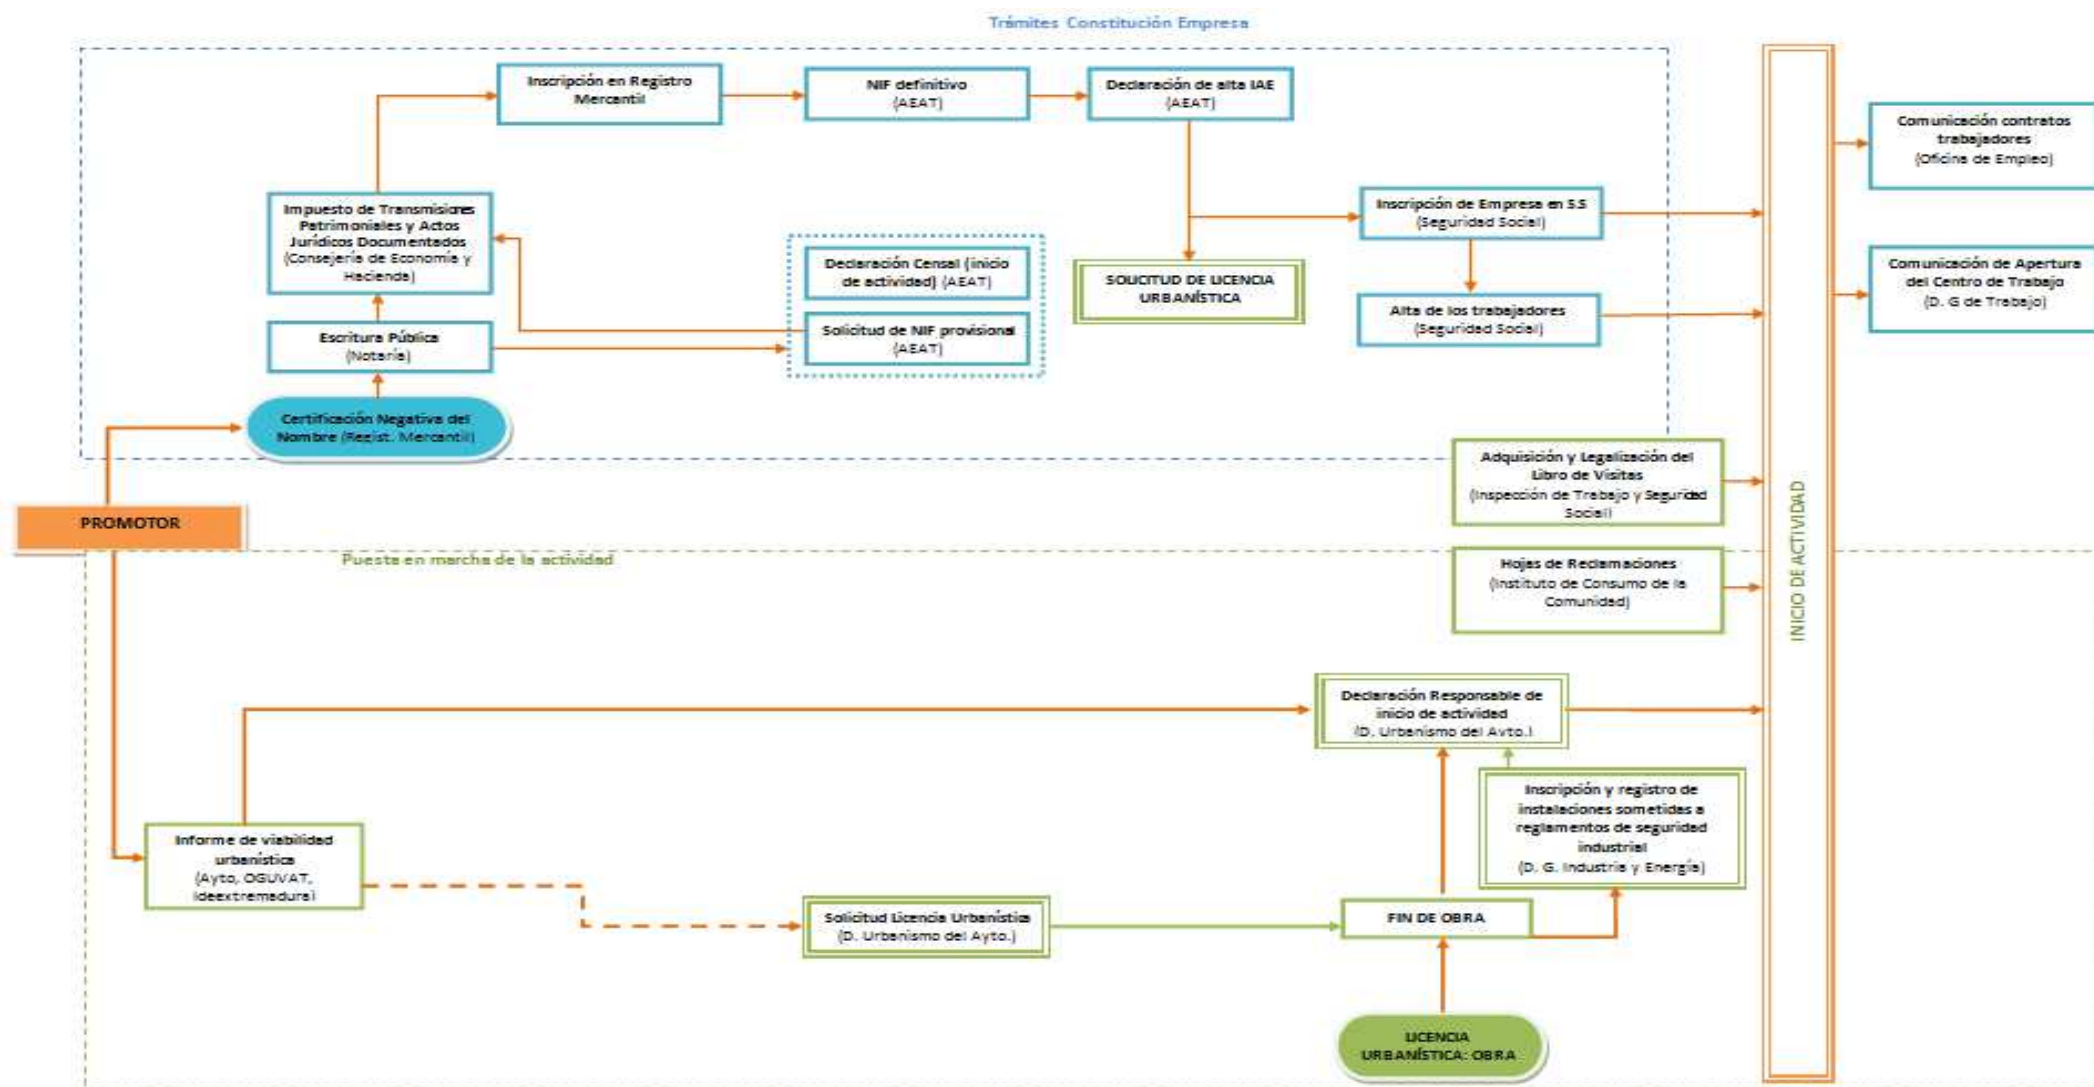 Trámites Constitución Empresa
Inscripción en Registro
Mercantil
NIF definitivo
(AEAT)
Declaración de alta IAE
(AEAT)
Comunicación contratos
trabajadores
(Oficina de Empleo)
Impuesto de Transmisiones
Patrimoniales y Actos
Jurídicos Documentados
(Consejería de Economía y
Hacienda)
Inscripción de Empresa en S.S
(Seguridad Social)
Declaración Censal (inicio
de actividad) (AEAT)
SOLICITUD DE LICENCIA
URBANÍSTICA
Comunicación de Apertura
del Centro de Trabajo
(D. G de Trabajo)
Escritura Pública
(Notaría)
Solicitud de NIF provisional
(AEAT)
Alta de los trabajadores
(Seguridad Social)
Certificación Negativa del
Nombre (Regist. Mercantil)
Adquisición y Legalización del
Libro de Visitas
(Inspección de Trabajo y Seguridad
Social)
PROMOTOR
INICIO DE ACTIVIDAD
Puesta en marcha de la actividad
Hojas de Reclamaciones
(Instituto de Consumo de la
Comunidad)
Declaración Responsable de
inicio de actividad
(D. Urbanismo del Ayto.)
Inscripción y registro de
instalaciones sometidas a
reglamentos de seguridad
industrial
(D. G. Industria y Energía)
Informe de viabilidad
urbanística
(Ayto, OGUVAT,
Ideextremadura)
Solicitud Licencia Urbanística
(D. Urbanismo del Ayto.)
FIN DE OBRA
LICENCIA
URBANÍSTICA: OBRA